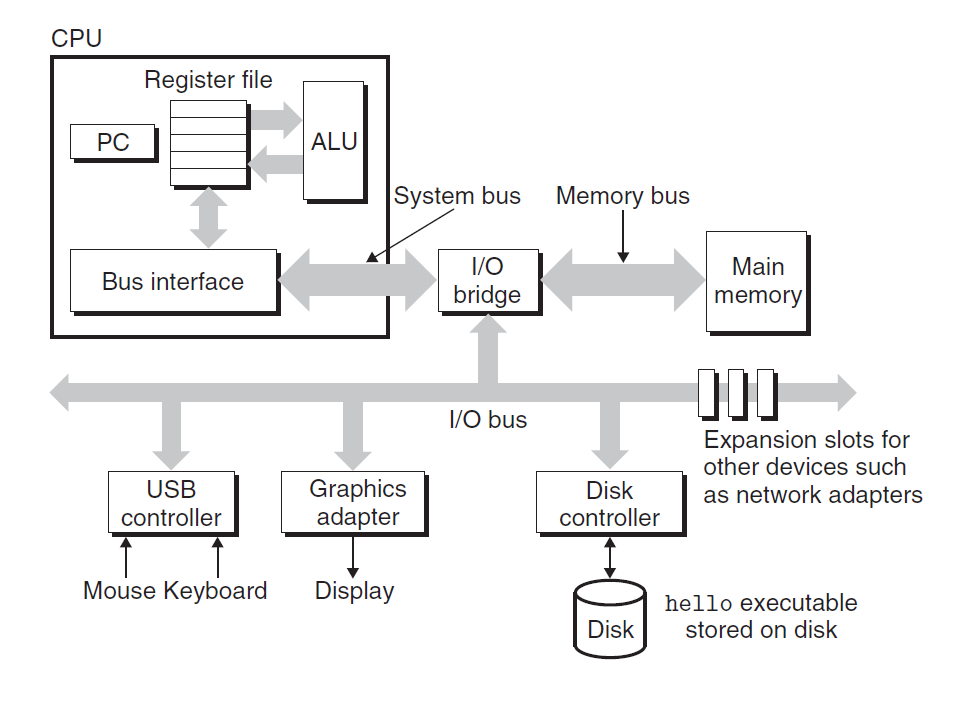 CPU
Register file
PC
ALU
System bus
Memory bus
Bus interface
I/O
bridge
Main
memory
I/O bus
Expansion slots for
other devices such
as network adapters
USB
controller
Graphics
adapter
Disk
controller
Mouse Keyboard
Display
Disk
hello executable
stored on disk